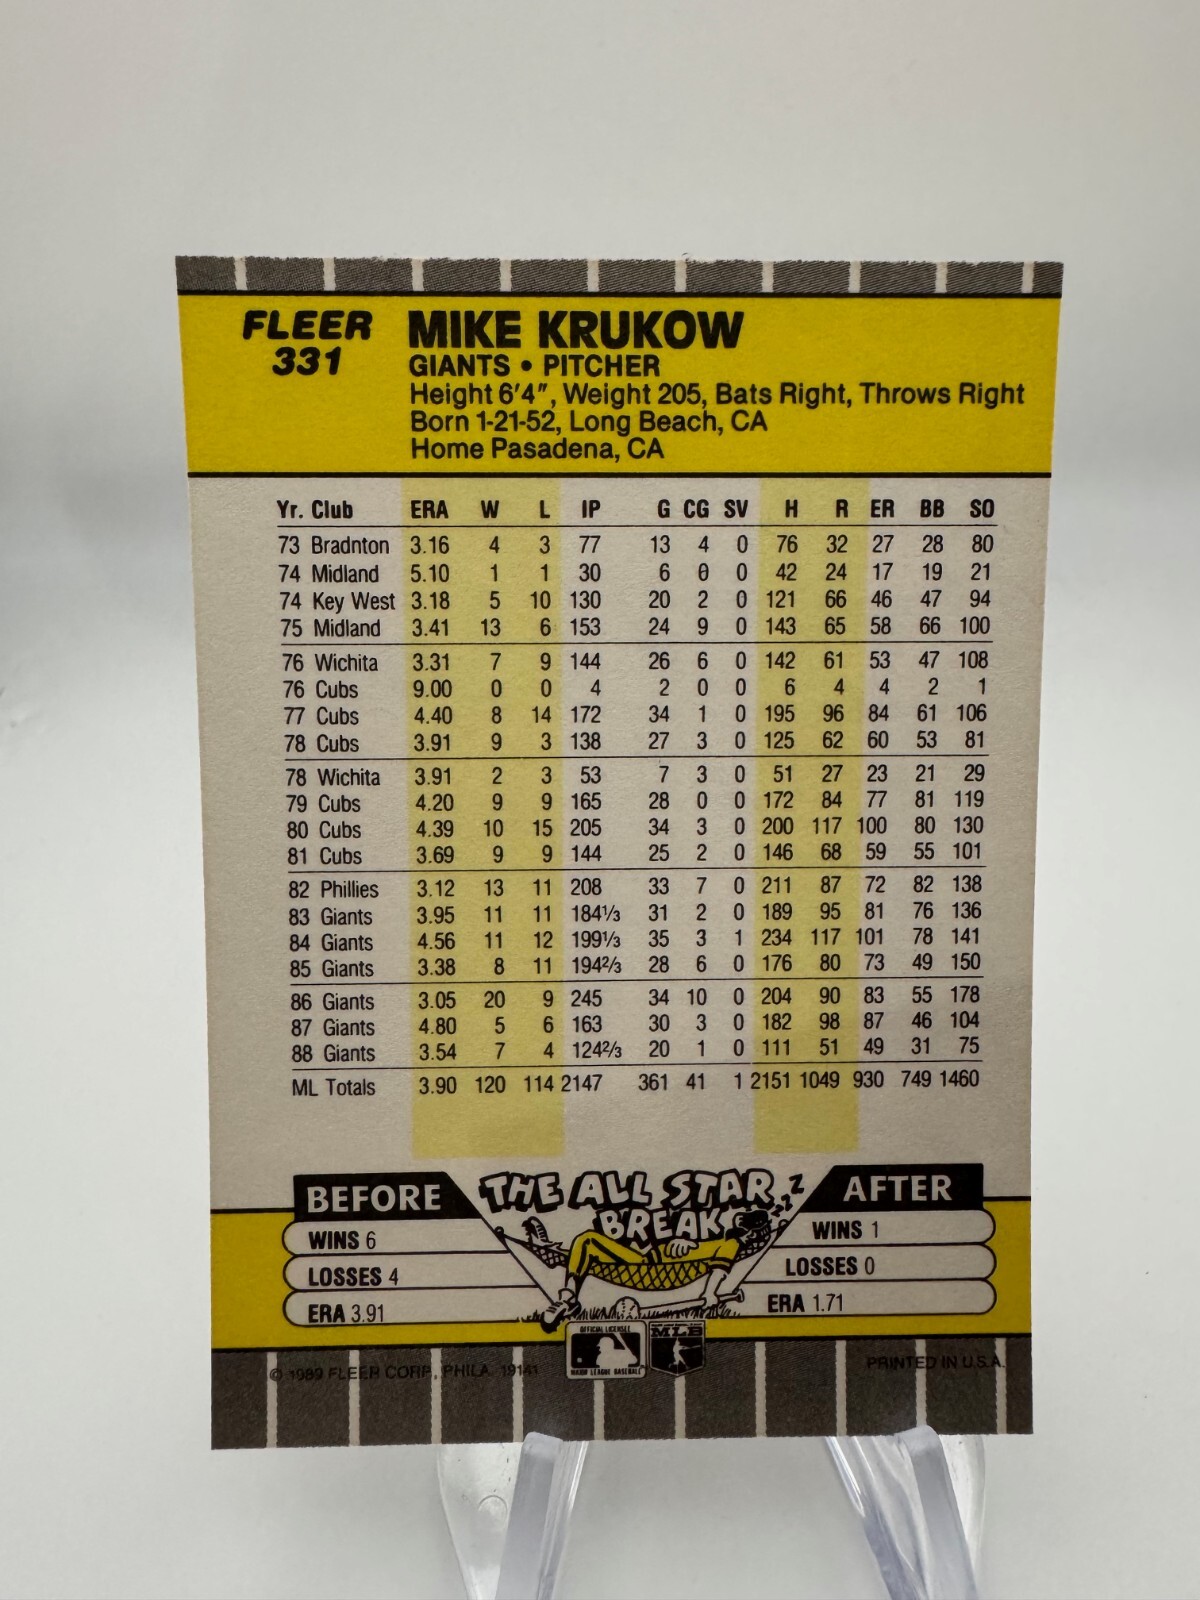 FLEER
331
MIKE KRUKOW
GIANTS • PITCHER
Height 6'4", Weight 205, Bats Right, Throws Right
Born 1-21-52, Long Beach, CA
Home Pasadena, CA
Yr. Club ERA W L IP G CG SV H R ER BB SO
73 Bradnton 3.16 4 3 77 13 4 0 76 32 27 28 80
74 Midland 5.10 1 1 30 6 0 0 42 24 17 19 21
74 Key West 3.18 5 10 130 20 2 0 121 66 46 47 94
75 Midland 3.41 13 6 153 24 9 0 143 65 58 66 100
76 Wichita 3.31 7 9 144 26 6 0 142 61 53 47 108
76 Cubs 9.00 0 0 4 2 0 0 6 4 4 2 1
77 Cubs 4.40 8 14 172 34 1 0 195 96 84 61 106
78 Cubs 3.91 9 3 138 27 3 0 125 62 60 53 81
78 Wichita 3.91 2 3 53 7 3 0 51 27 23 21 29
79 Cubs 4.20 9 9 165 28 0 0 172 84 77 81 119
80 Cubs 4.39 10 15 205 34 3 0 200 117 100 80 130
81 Cubs 3.69 9 9 144 25 2 0 146 68 59 55 101
82 Phillies 3.12 13 11 208 33 7 0 211 87 72 82 138
83 Giants 3.95 11 11 184⅓ 31 2 0 189 95 81 76 136
84 Giants 4.56 11 12 199⅓ 35 3 1 234 117 101 78 141
85 Giants 3.38 8 11 194⅔ 28 6 0 176 80 73 49 150
86 Giants 3.05 20 9 245 34 10 0 204 90 83 55 178
87 Giants 4.80 5 6 163 30 3 0 182 98 87 46 104
88 Giants 3.54 7 4 124⅔ 20 1 0 111 51 49 31 75
ML Totals 3.90 120 114 2147 361 41 1 2151 1049 930 749 1460
THE ALL STAR
BREAK
ZZZZ
BEFORE
WINS 6
LOSSES 4
ERA 3.91
AFTER
WINS 1
LOSSES 0
ERA 1.71
OFFICIAL LICENSEE
MAJOR LEAGUE BASEBALL
MLB
© 1989 FLEER CORP., PHILA. 19141
PRINTED IN U.S.A.